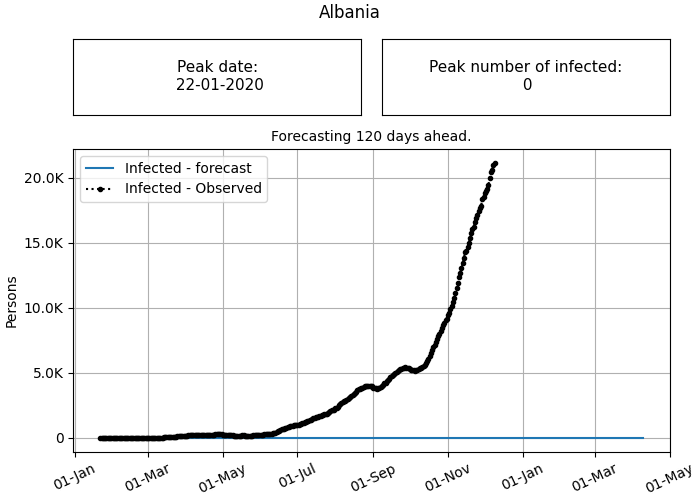 Albania
Peak date:
22-01-2020
Peak number of infected:
0
Forecasting 120 days ahead.
Infected - forecast
Infected - Observed
20.0K
15.0K
10.0K
5.0K
0
Persons
01-Jan
01-Mar
01-May
01-Jul
01-Sep
01-Nov
01-Jan
01-Mar
01-May